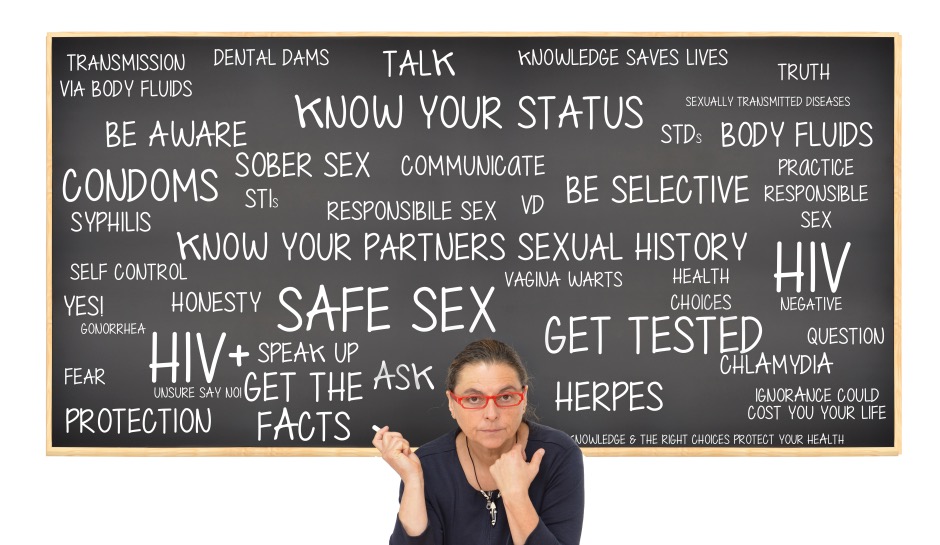 TRANSMISSION
VIA BODY FLUIDS
DENTAL DAMS
TALK
KNOWLEDGE SAVES LIVES
TRUTH
SEXUALLY TRANSMITTED DISEASES
KNOW YOUR STATUS
BE AWARE
STDs
BODY FLUIDS
SOBER SEX
COMMUNICATE
PRACTICE
RESPONSIBLE
SEX
CONDOMS
STIs
BE SELECTIVE
RESPONSIBILE SEX
VD
SYPHILIS
KNOW YOUR PARTNERS SEXUAL HISTORY
HIV
NEGATIVE
SELF CONTROL
VAGINA WARTS
HEALTH
CHOICES
YES!
HONESTY
SAFE SEX
GONORRHEA
GET TESTED
QUESTION
HIV+
SPEAK UP
CHLAMYDIA
FEAR
ASK
UNSURE SAY NO!
GET THE
FACTS
HERPES
IGNORANCE COULD
COST YOU YOUR LIFE
PROTECTION
KNOWLEDGE & THE RIGHT CHOICES PROTECT YOUR HEALTH